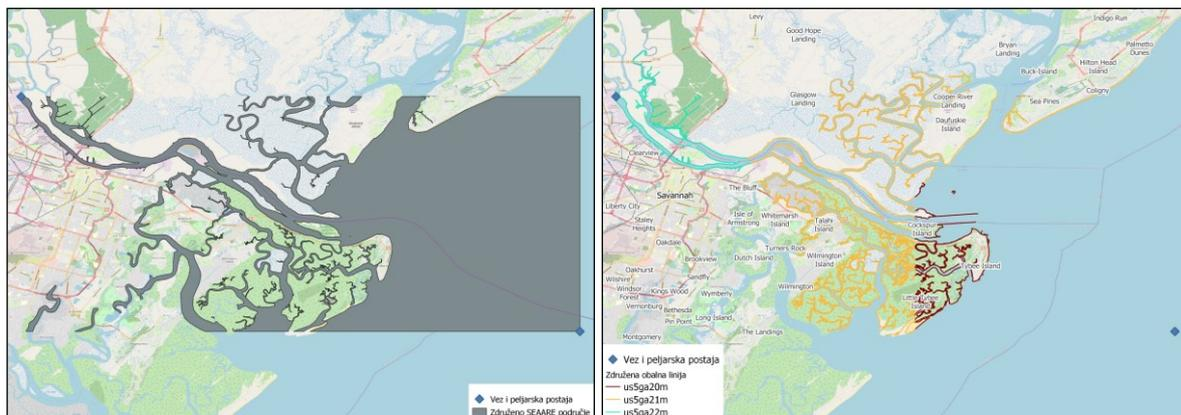 Vez i peljarska postaja
Združeno SEAARE područje
Levy
Good Hope
Landing
Indigo Run
Bryan
Landing
Palmetto
Dunes
Hilton Head
Island
Buck Island
Glasgow
Landing
Cooper River
Landing
Sea Pines
Coligny
Daufuskie
Island
Clearview
Savannah
The Bluff
Liberty City
Isle of
Armstrong
Whitemarsh
Island
Talahi
Island
Cockspur
Island
Staley
Heights
Oakdale
Turners Rock
Brookview
Dutch Island
Wilmington
Island
Tybee Island
Oakhurst
Sandfly
Wilshire
Windsor
Forest
Kings Wood
Wymberly
Wilmington
Little Tybee
Island
Vernonburg
Bethesda
Pin Point
Long Island
The Landings
Montgomery
Vez i peljarska postaja
Združena obalna linija
us5ga20m
us5ga21m
us5ga22m